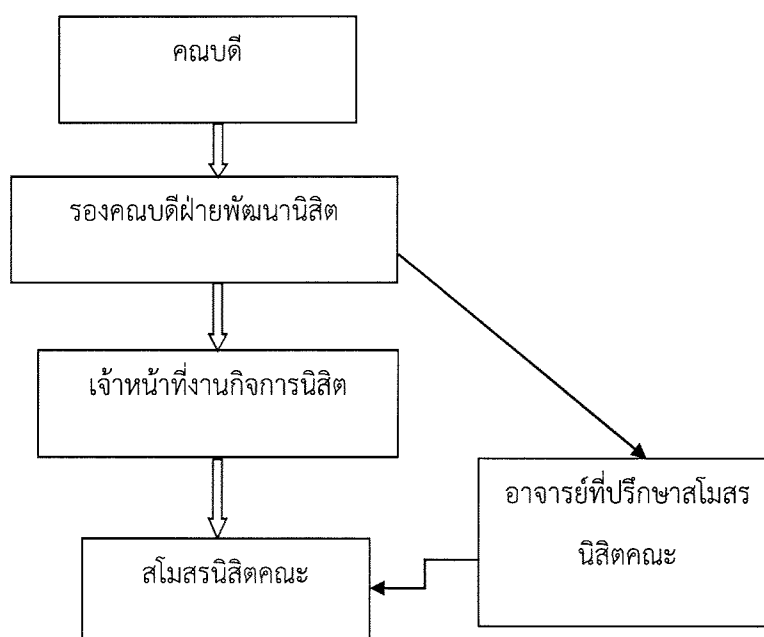 คณบดี
รองคณบดีฝ่ายพัฒนานิสิต
เจ้าหน้าที่งานกิจการนิสิต
อาจารย์ที่ปรึกษาสโมสร
นิสิตคณะ
สโมสรนิสิตคณะ